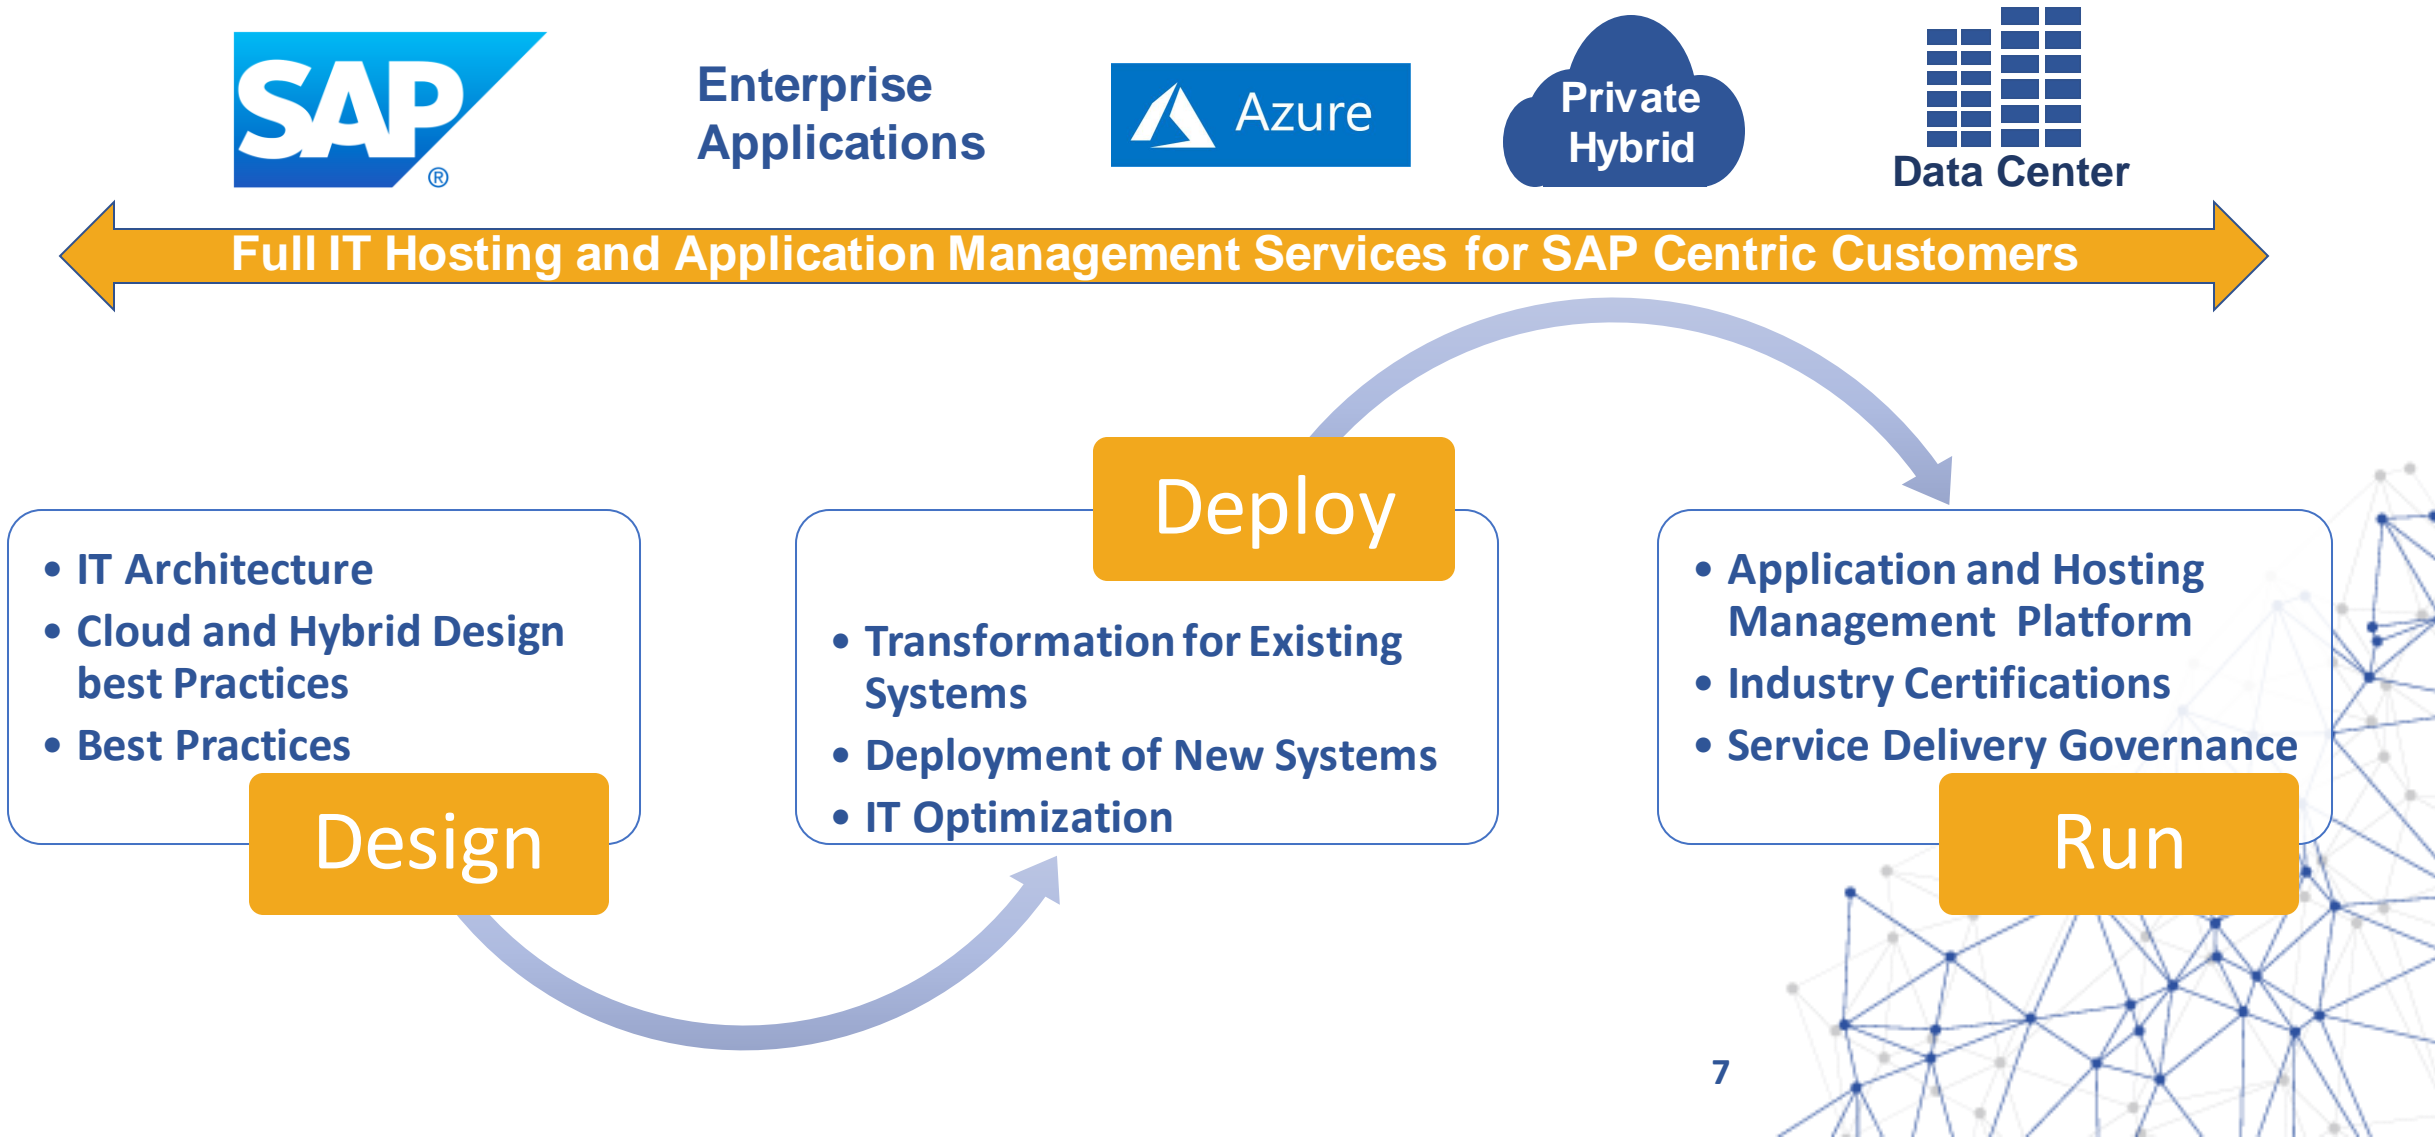 SAP
®
Enterprise
Applications
Azure
Private
Hybrid
Data Center
Full IT Hosting and Application Management Services for SAP Centric Customers
• IT Architecture
• Cloud and Hybrid Design
best Practices
• Best Practices
Design
Deploy
• Transformation for Existing
Systems
• Deployment of New Systems
• IT Optimization
• Application and Hosting
Management Platform
• Industry Certifications
• Service Delivery Governance
Run
7